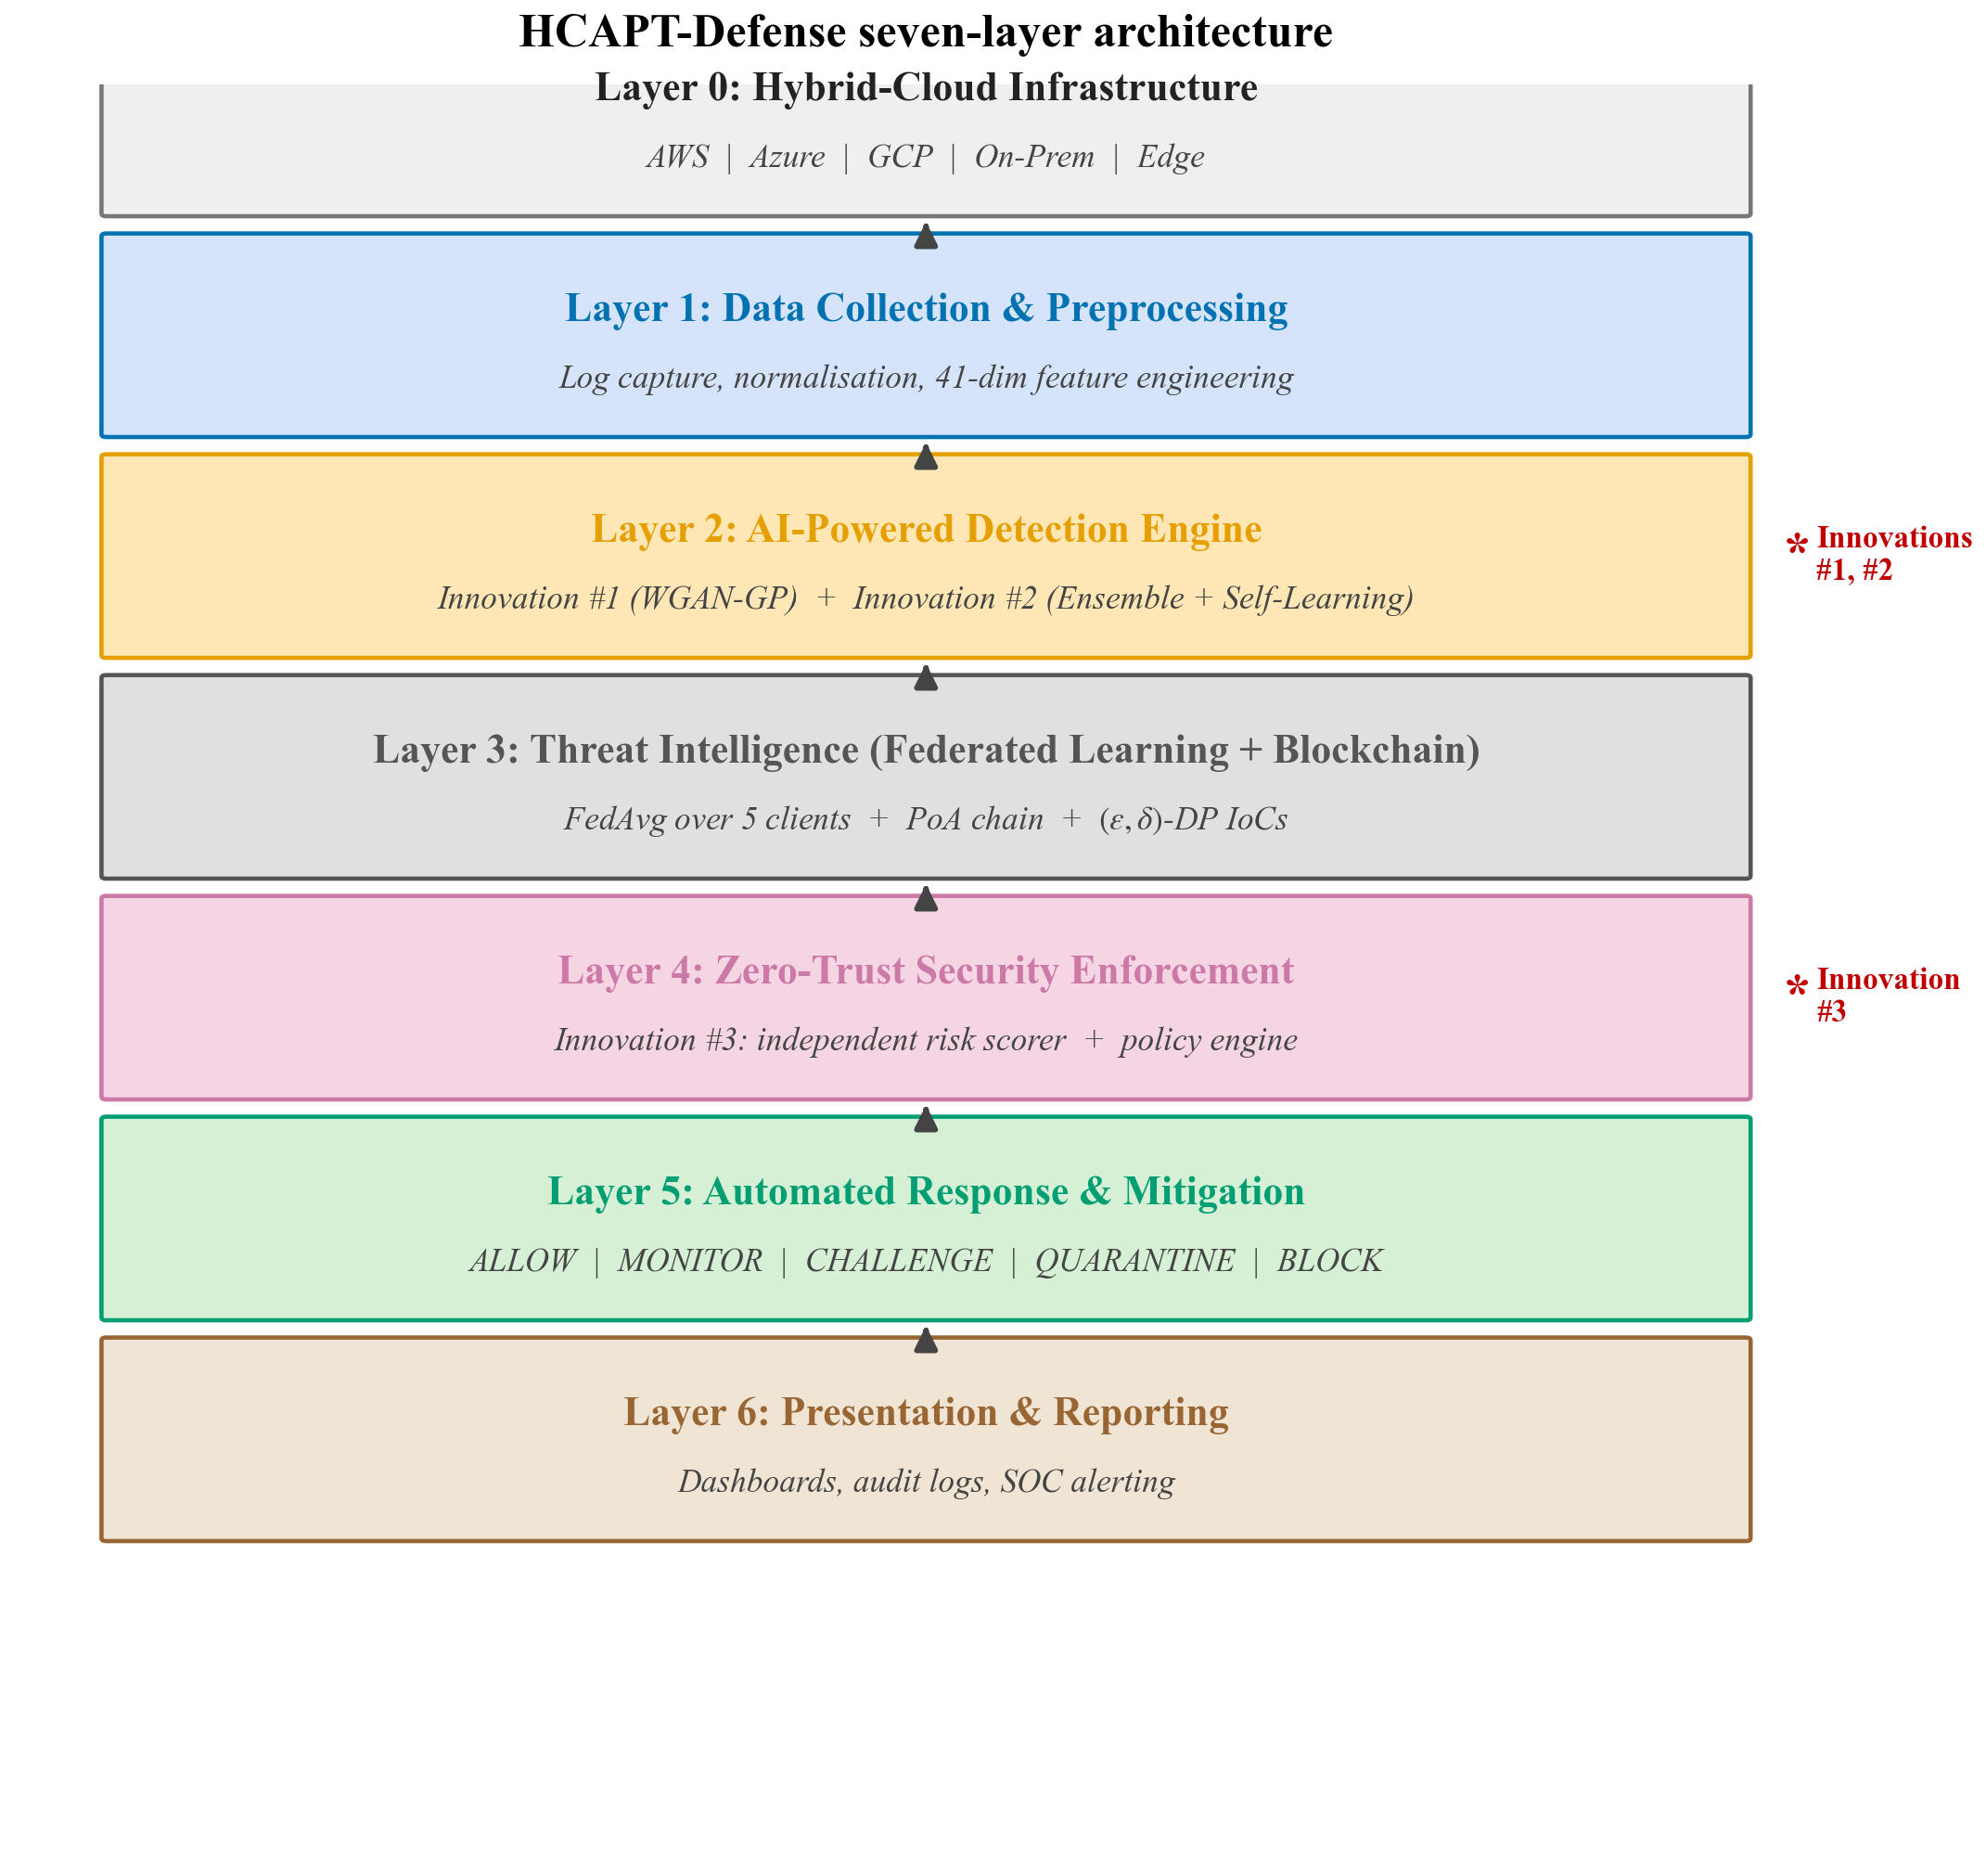 HCAPT-Defense seven-layer architecture
Layer 0: Hybrid-Cloud Infrastructure
AWS | Azure | GCP | On-Prem | Edge
Layer 1: Data Collection & Preprocessing
Log capture, normalisation, 41-dim feature engineering
Layer 2: AI-Powered Detection Engine
Innovation #1 (WGAN-GP) + Innovation #2 (Ensemble + Self-Learning)
* Innovations
#1, #2
Layer 3: Threat Intelligence (Federated Learning + Blockchain)
FedAvg over 5 clients + PoA chain + (ε, δ)-DP IoCs
Layer 4: Zero-Trust Security Enforcement
Innovation #3: independent risk scorer + policy engine
* Innovation
#3
Layer 5: Automated Response & Mitigation
ALLOW | MONITOR | CHALLENGE | QUARANTINE | BLOCK
Layer 6: Presentation & Reporting
Dashboards, audit logs, SOC alerting